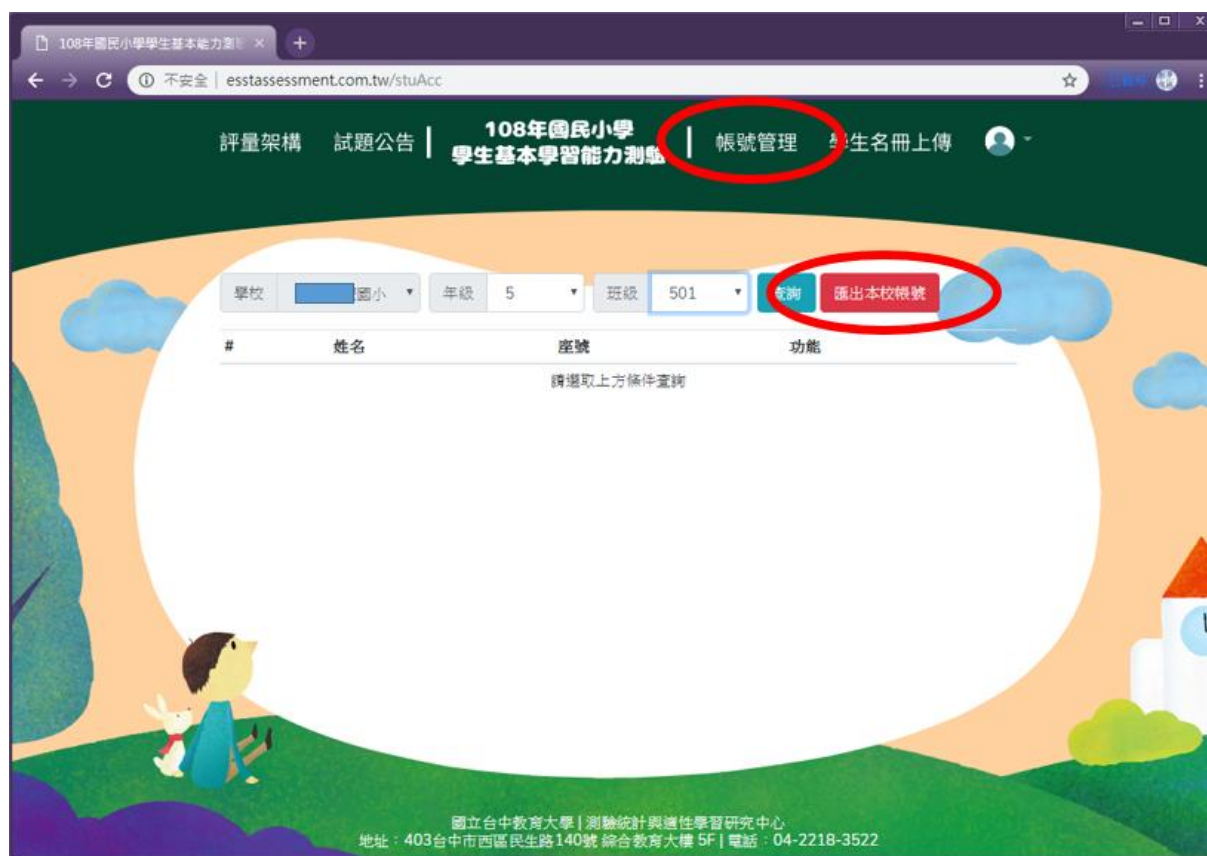 108年國民小學學生基本能力測
不安全 | esstassessment.com.tw/stuAcc
評量架構 試題公告 108年國民小學 學生基本學習能力測驗 帳號管理 學生名冊上傳
學校 國小 年級 5 班級 501 查詢 匯出本校帳號
# 姓名 座號 功能
請選取上方條件查詢
國立台中教育大學 | 測驗統計與適性學習研究中心
地址：403台中市西區民生路140號 綜合教育大樓 5F | 電話：04-2218-3522